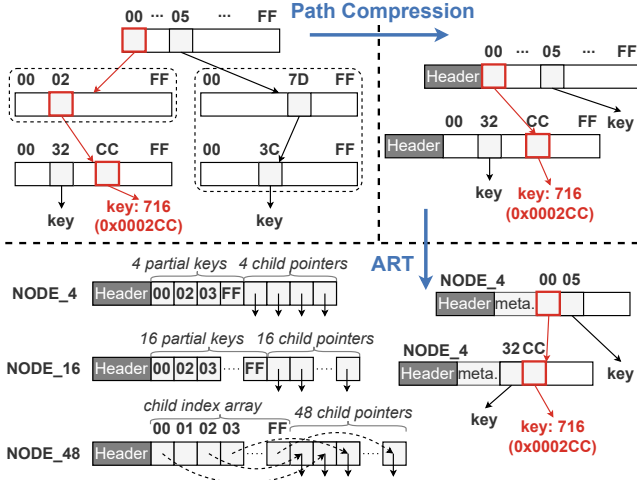 Path Compression
00 ... 05 ... FF
00 02 FF
00 7D FF
00 32 CC FF
00 3C FF
key
key: 716
(0x0002CC)
key
00 ... 05 ... FF
Header
key
00 32 CC FF
Header
key
key: 716
(0x0002CC)
ART
4 partial keys 4 child pointers
NODE_4 Header 00 02 03 FF
16 partial keys 16 child pointers
NODE_16 Header 00 02 03 ... FF ...
child index array 48 child pointers
00 01 02 03 FF
NODE_48 Header ... ...
NODE_4 00 05
Header meta.
key
NODE_4 32 CC
Header meta.
key
key: 716
(0x0002CC)